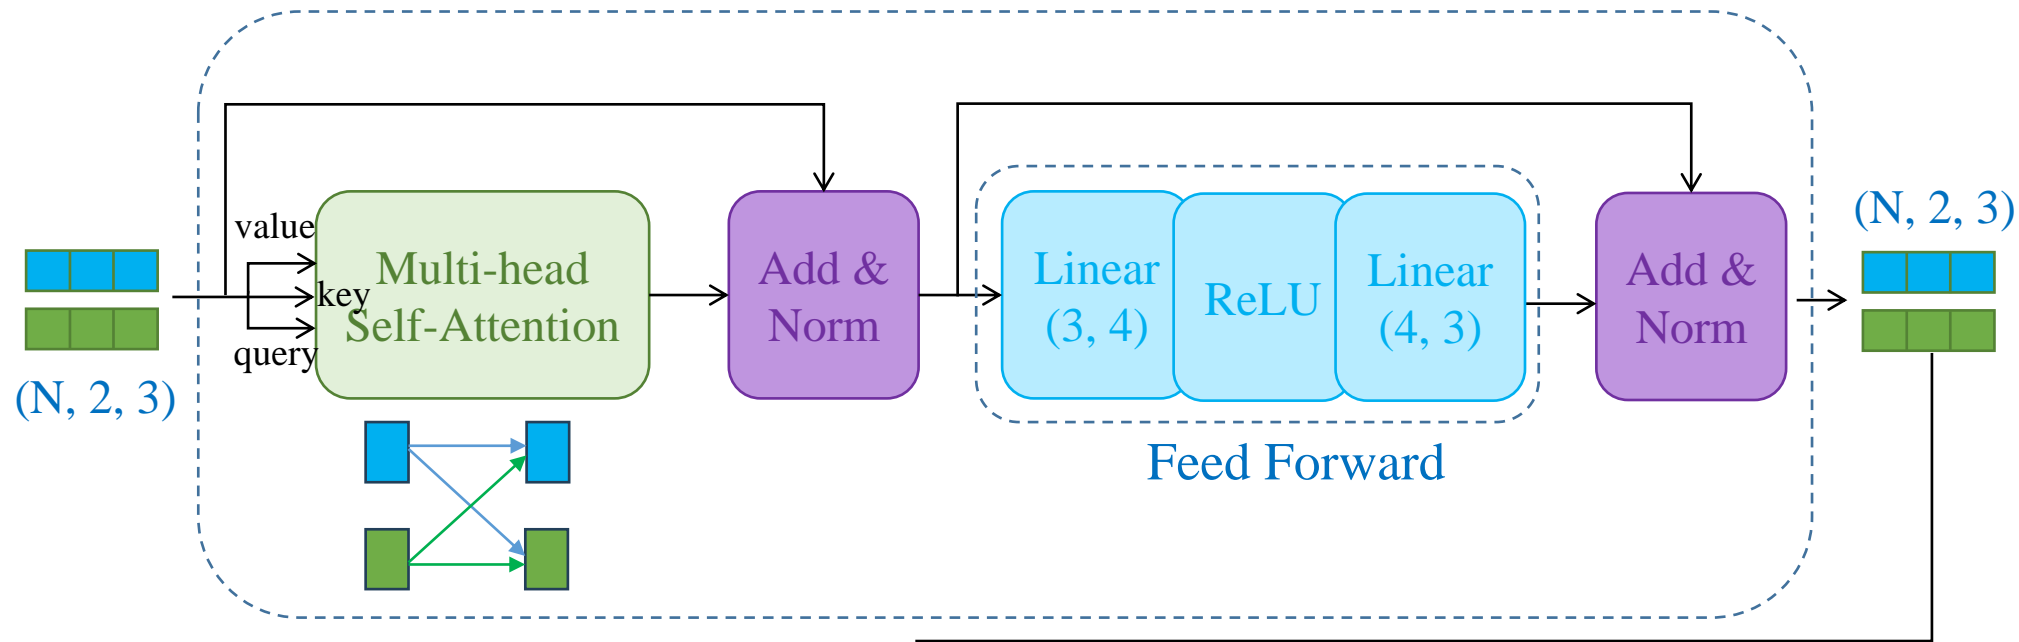 (N, 2, 3)
value
key
query
Multi-head
Self-Attention
Add &
Norm
Linear
(3, 4)
ReLU
Linear
(4, 3)
Feed Forward
Add &
Norm
(N, 2, 3)